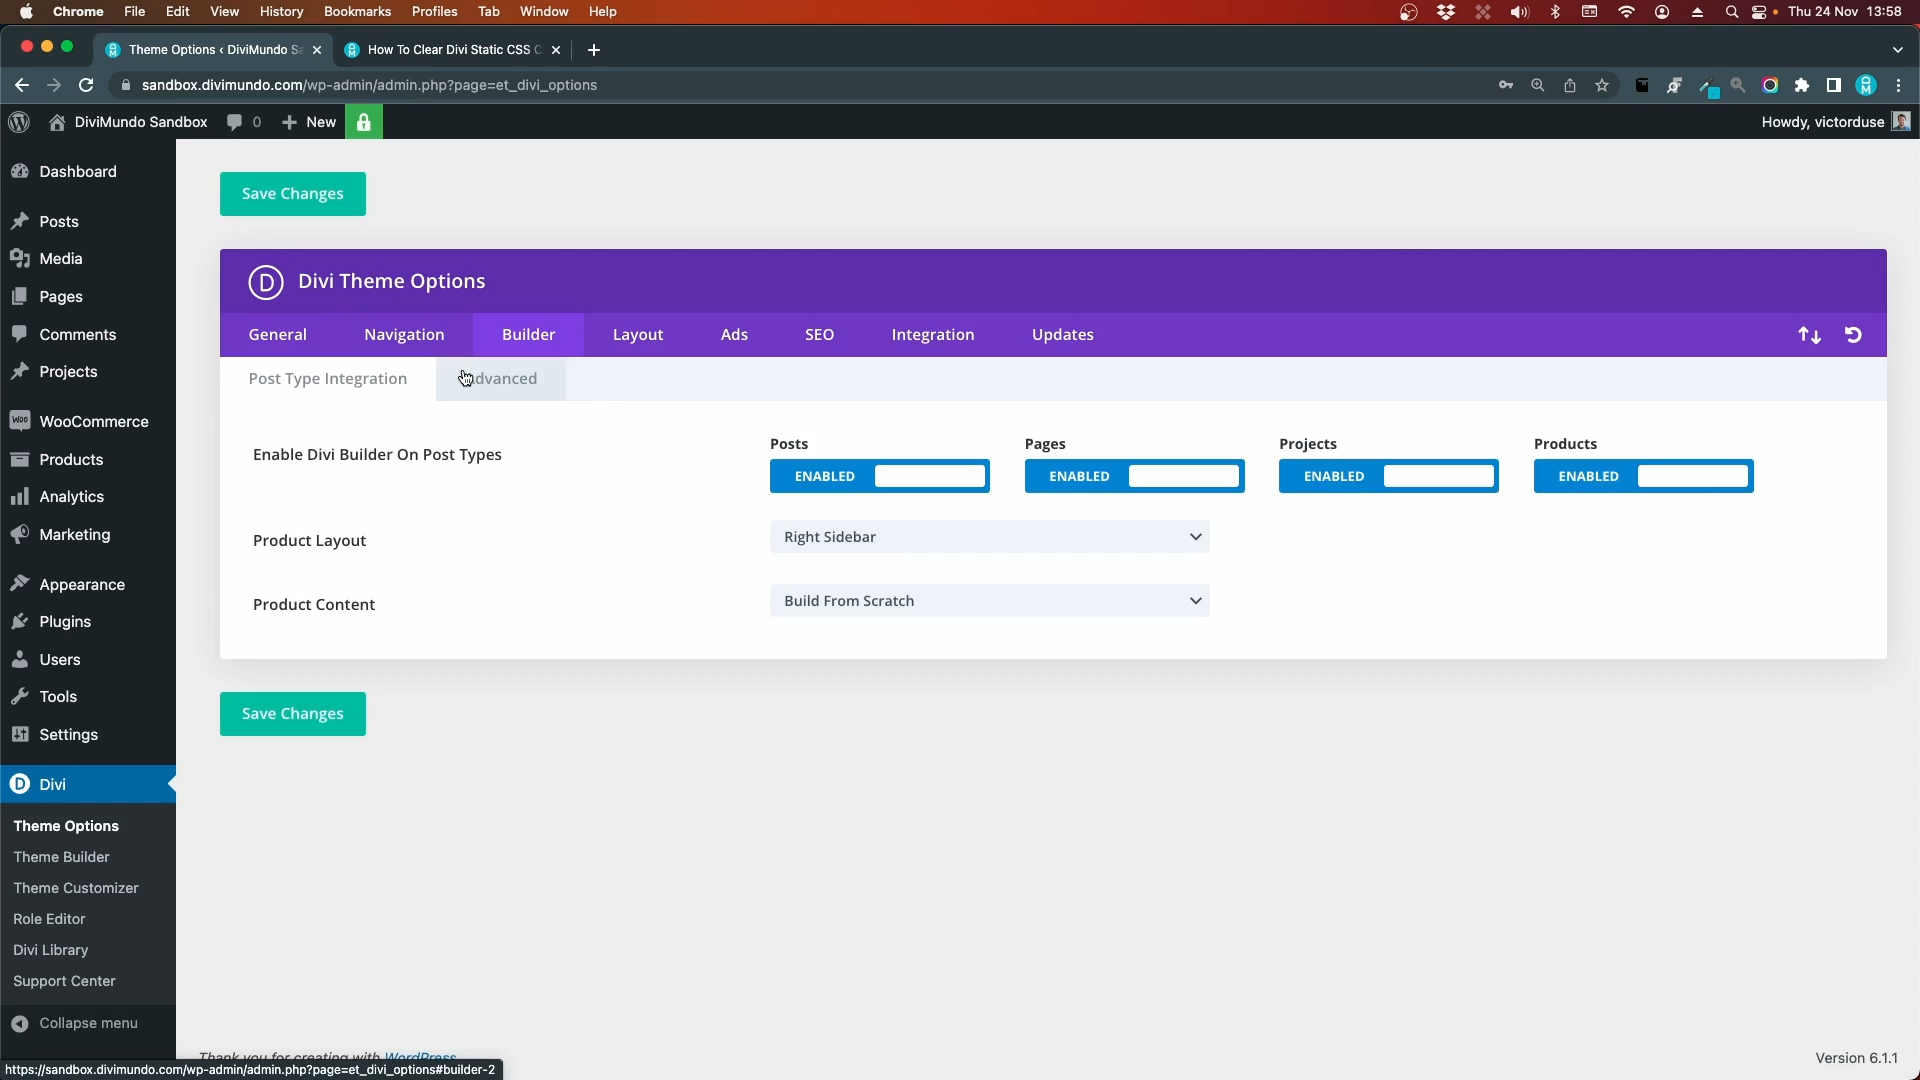 Chrome File Edit View History Bookmarks Profiles Tab Window Help Thu 24 Nov 13:58
Theme Options ‹ DiviMundo Sa How To Clear Divi Static CSS C
sandbox.divimundo.com/wp-admin/admin.php?page=et_divi_options
DiviMundo Sandbox 0 New Howdy, victorduse
Dashboard
Posts
Media
Pages
Comments
Projects
WooCommerce
Products
Analytics
Marketing
Appearance
Plugins
Users
Tools
Settings
Divi
Theme Options
Theme Builder
Theme Customizer
Role Editor
Divi Library
Support Center
Collapse menu
Save Changes
Divi Theme Options
General Navigation Builder Layout Ads SEO Integration Updates
Post Type Integration dvanced
Enable Divi Builder On Post Types
Posts Pages Projects Products
ENABLED ENABLED ENABLED ENABLED
Product Layout Right Sidebar
Product Content Build From Scratch
Save Changes
Thank you for creating with WordPress
Version 6.1.1
https://sandbox.divimundo.com/wp-admin/admin.php?page=et_divi_options#builder-2